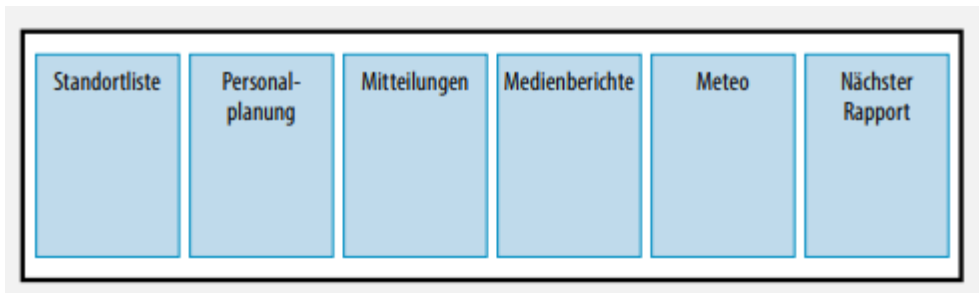 Standortliste
Personal-
planung
Mitteilungen
Medienberichte
Meteo
Nächster
Rapport